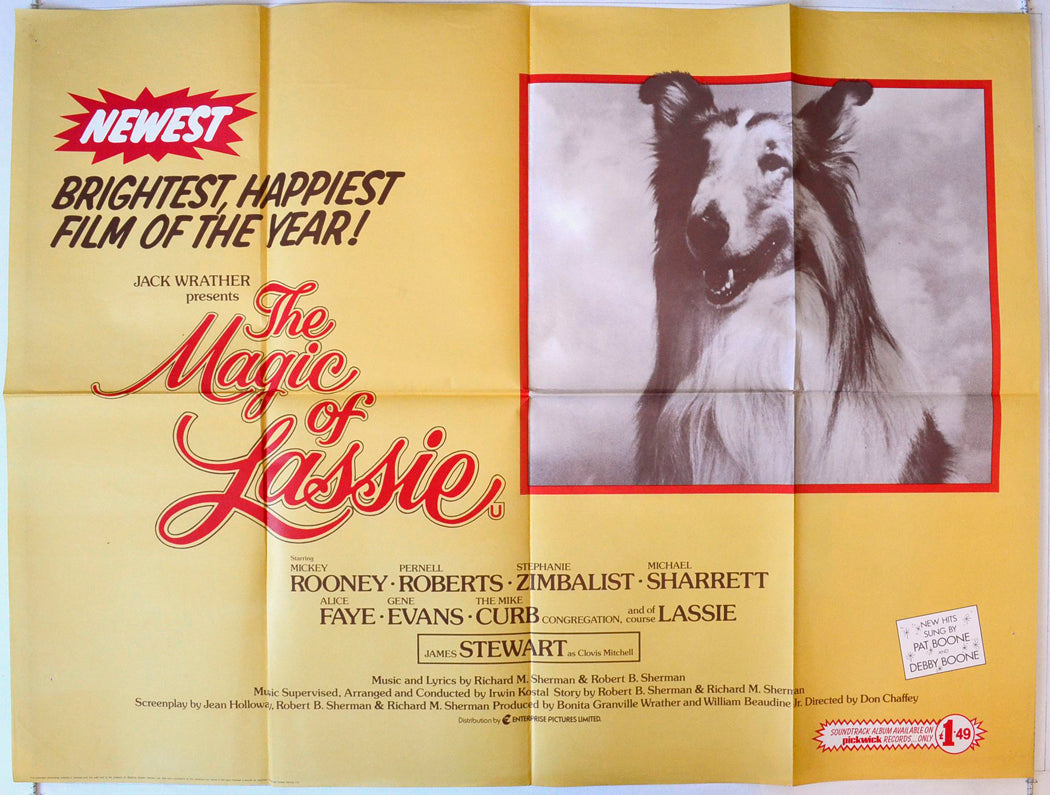 NEWEST
BRIGHTEST, HAPPIEST
FILM OF THE YEAR!
JACK WRATHER
presents
The
Magic
of
Lassie
U
Starring
MICKEY PERNELL STEPHANIE MICHAEL
ROONEY · ROBERTS · ZIMBALIST · SHARRETT
ALICE GENE THE MIKE
FAYE · EVANS · CURB CONGREGATION, and of course LASSIE
JAMES STEWART as Clovis Mitchell
Music and Lyrics by Richard M. Sherman & Robert B. Sherman
Music Supervised, Arranged and Conducted by Irwin Kostal Story by Robert B. Sherman & Richard M. Sherman
Screenplay by Jean Holloway, Robert B. Sherman & Richard M. Sherman Produced by Bonita Granville Wrather and William Beaudine Jr. Directed by Don Chaffey
Distribution by ENTERPRISE PICTURES LIMITED.
NEW HITS
SUNG BY
PAT BOONE
AND
DEBBY BOONE
SOUNDTRACK ALBUM AVAILABLE ON
pickwick RECORDS... ONLY
£1·49